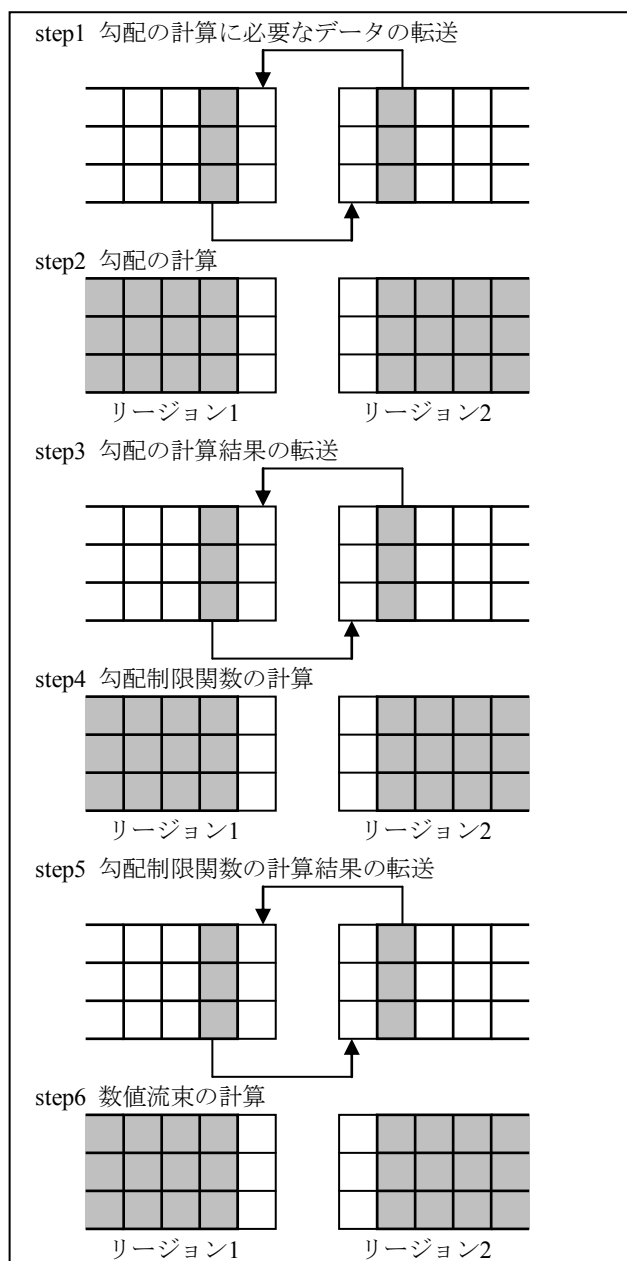 step1 勾配の計算に必要なデータの転送
step2 勾配の計算
リージョン1 リージョン2
step3 勾配の計算結果の転送
step4 勾配制限関数の計算
リージョン1 リージョン2
step5 勾配制限関数の計算結果の転送
step6 数値流束の計算
リージョン1 リージョン2